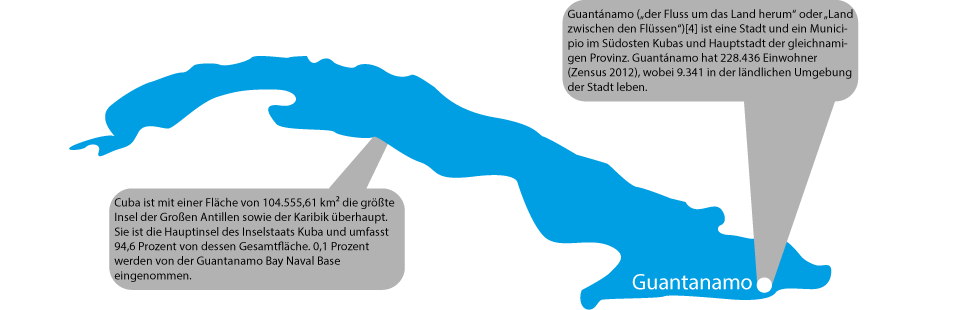 Guantánamo („der Fluss um das Land herum“ oder „Land
zwischen den Flüssen“)[4] ist eine Stadt und ein Munici-
pio im Südosten Kubas und Hauptstadt der gleichnami-
gen Provinz. Guantánamo hat 228.436 Einwohner
(Zensus 2012), wobei 9.341 in der ländlichen Umgebung
der Stadt leben.
Cuba ist mit einer Fläche von 104.555,61 km² die größte
Insel der Großen Antillen sowie der Karibik überhaupt.
Sie ist die Hauptinsel des Inselstaats Kuba und umfasst
94,6 Prozent von dessen Gesamtfläche. 0,1 Prozent
werden von der Guantanamo Bay Naval Base
eingenommen.
Guantanamo